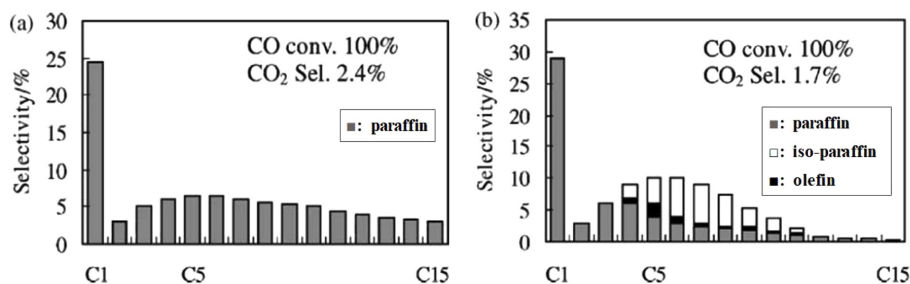 (a)
30
25
20
15
10
5
0
Selectivity/%
CO conv. 100%
CO₂ Sel. 2.4%
: paraffin
C1 C5 C15
(b)
35
30
25
20
15
10
5
0
Selectivity/%
CO conv. 100%
CO₂ Sel. 1.7%
: paraffin
: iso-paraffin
: olefin
C1 C5 C15